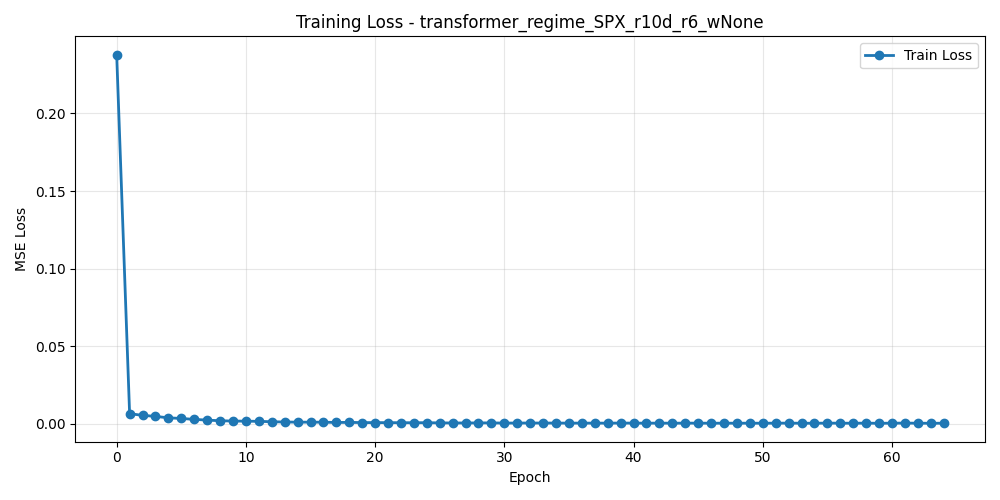 Training Loss - transformer_regime_SPX_r10d_r6_wNone
Train Loss
MSE Loss
0.20
0.15
0.10
0.05
0.00
0 10 20 30 40 50 60
Epoch